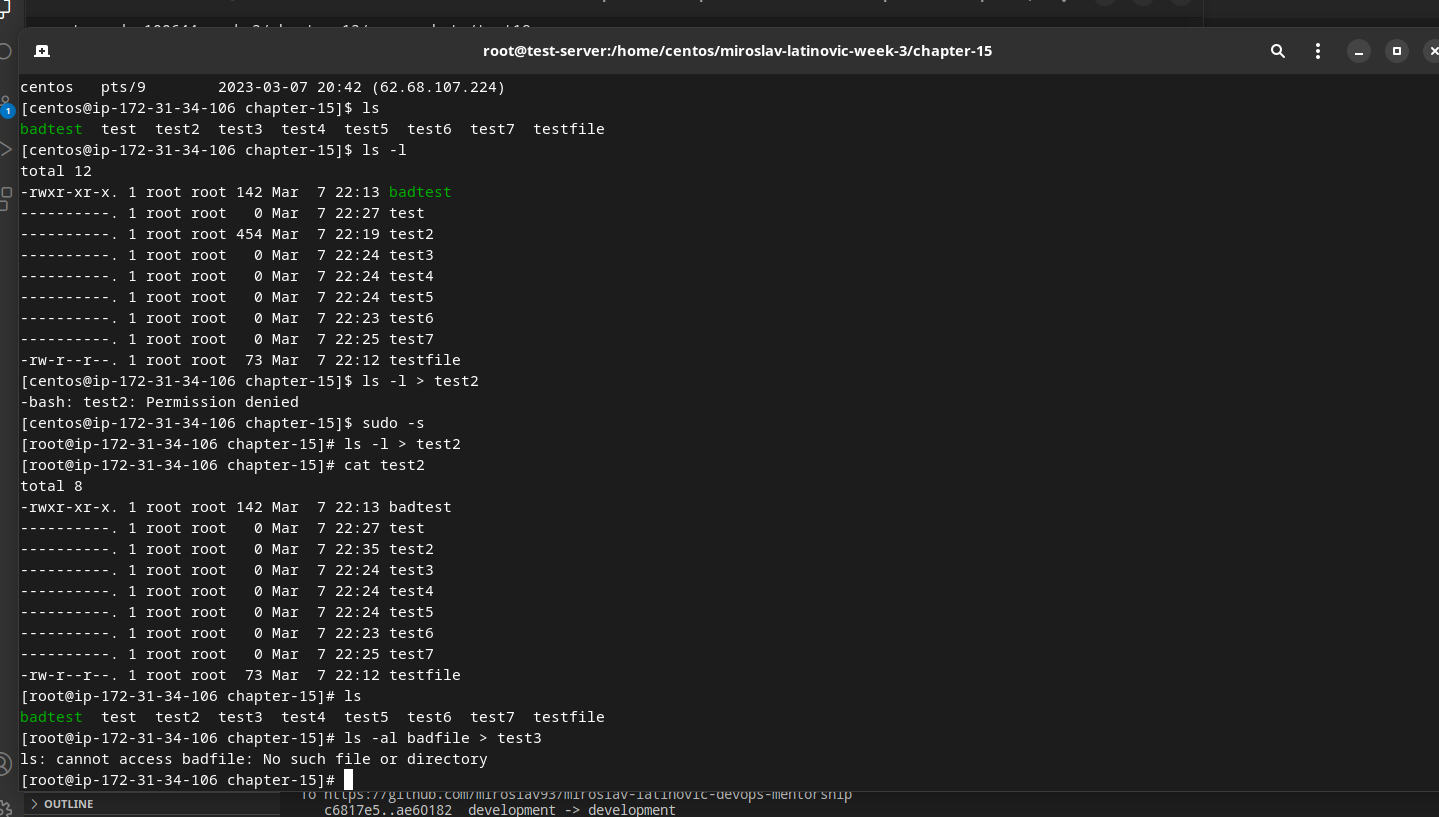 root@test-server:/home/centos/miroslav-latinovic-week-3/chapter-15
centos   pts/9        2023-03-07 20:42 (62.68.107.224)
[centos@ip-172-31-34-106 chapter-15]$ ls
badtest  test  test2  test3  test4  test5  test6  test7  testfile
[centos@ip-172-31-34-106 chapter-15]$ ls -l
total 12
-rwxr-xr-x. 1 root root 142 Mar  7 22:13 badtest
----------. 1 root root   0 Mar  7 22:27 test
----------. 1 root root 454 Mar  7 22:19 test2
----------. 1 root root   0 Mar  7 22:24 test3
----------. 1 root root   0 Mar  7 22:24 test4
----------. 1 root root   0 Mar  7 22:24 test5
----------. 1 root root   0 Mar  7 22:23 test6
----------. 1 root root   0 Mar  7 22:25 test7
-rw-r--r--. 1 root root  73 Mar  7 22:12 testfile
[centos@ip-172-31-34-106 chapter-15]$ ls -l > test2
-bash: test2: Permission denied
[centos@ip-172-31-34-106 chapter-15]$ sudo -s
[root@ip-172-31-34-106 chapter-15]# ls -l > test2
[root@ip-172-31-34-106 chapter-15]# cat test2
total 8
-rwxr-xr-x. 1 root root 142 Mar  7 22:13 badtest
----------. 1 root root   0 Mar  7 22:27 test
----------. 1 root root   0 Mar  7 22:35 test2
----------. 1 root root   0 Mar  7 22:24 test3
----------. 1 root root   0 Mar  7 22:24 test4
----------. 1 root root   0 Mar  7 22:24 test5
----------. 1 root root   0 Mar  7 22:23 test6
----------. 1 root root   0 Mar  7 22:25 test7
-rw-r--r--. 1 root root  73 Mar  7 22:12 testfile
[root@ip-172-31-34-106 chapter-15]# ls
badtest  test  test2  test3  test4  test5  test6  test7  testfile
[root@ip-172-31-34-106 chapter-15]# ls -al badfile > test3
ls: cannot access badfile: No such file or directory
[root@ip-172-31-34-106 chapter-15]#
1
To https://github.com/miroslav93/miroslav-latinovic-devops-mentorship
OUTLINE
c6817e5..ae60182  development -> development